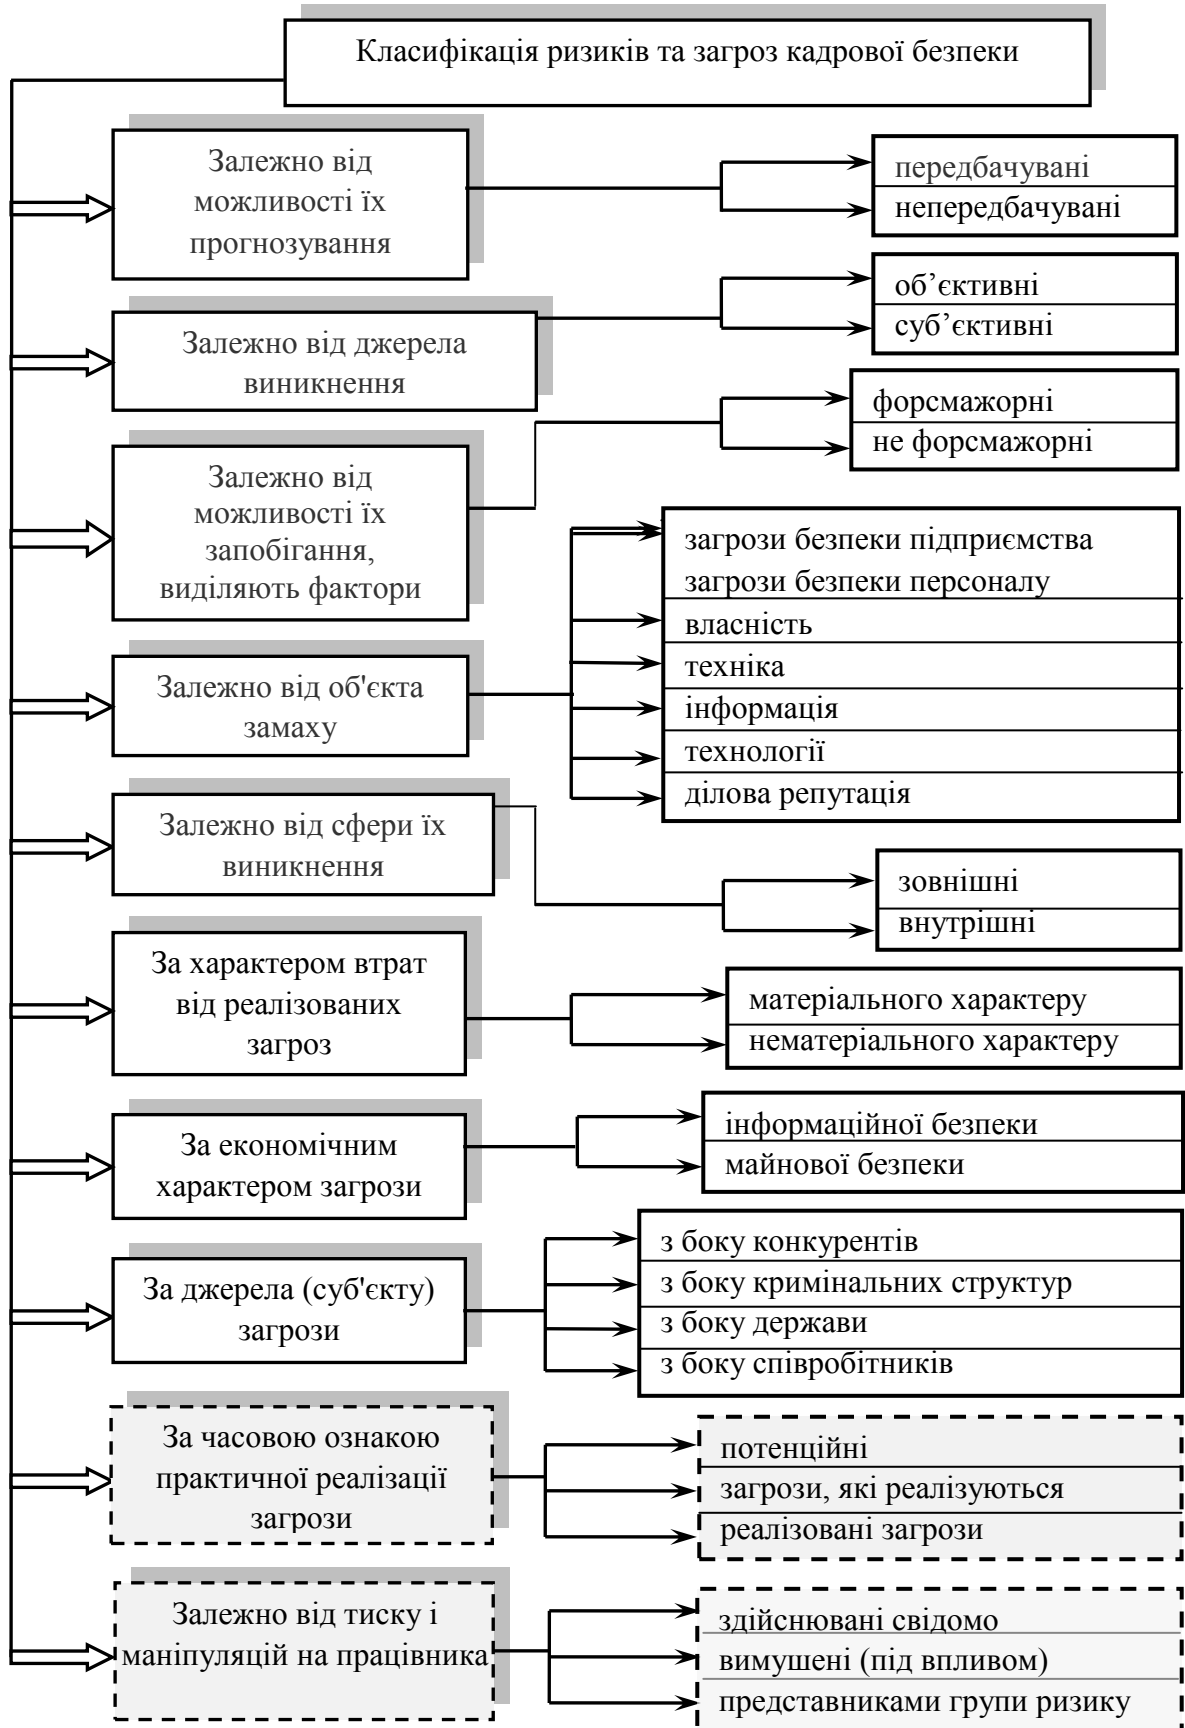 Класифікація ризиків та загроз кадрової безпеки
Залежно від
можливості їх
прогнозування
передбачувані
непередбачувані
Залежно від джерела
виникнення
об’єктивні
суб’єктивні
Залежно від
можливості їх
запобігання,
виділяють фактори
форсмажорні
не форсмажорні
Залежно від об'єкта
замаху
загрози безпеки підприємства
загрози безпеки персоналу
власність
техніка
інформація
технології
ділова репутація
Залежно від сфери їх
виникнення
зовнішні
внутрішні
За характером втрат
від реалізованих
загроз
матеріального характеру
нематеріального характеру
За економічним
характером загрози
інформаційної безпеки
майнової безпеки
За джерела (суб'єкту)
загрози
з боку конкурентів
з боку кримінальних структур
з боку держави
з боку співробітників
За часовою ознакою
практичної реалізації
загрози
потенційні
загрози, які реалізуються
реалізовані загрози
Залежно від тиску і
маніпуляцій на працівника
здійснювані свідомо
вимушені (під впливом)
представниками групи ризику